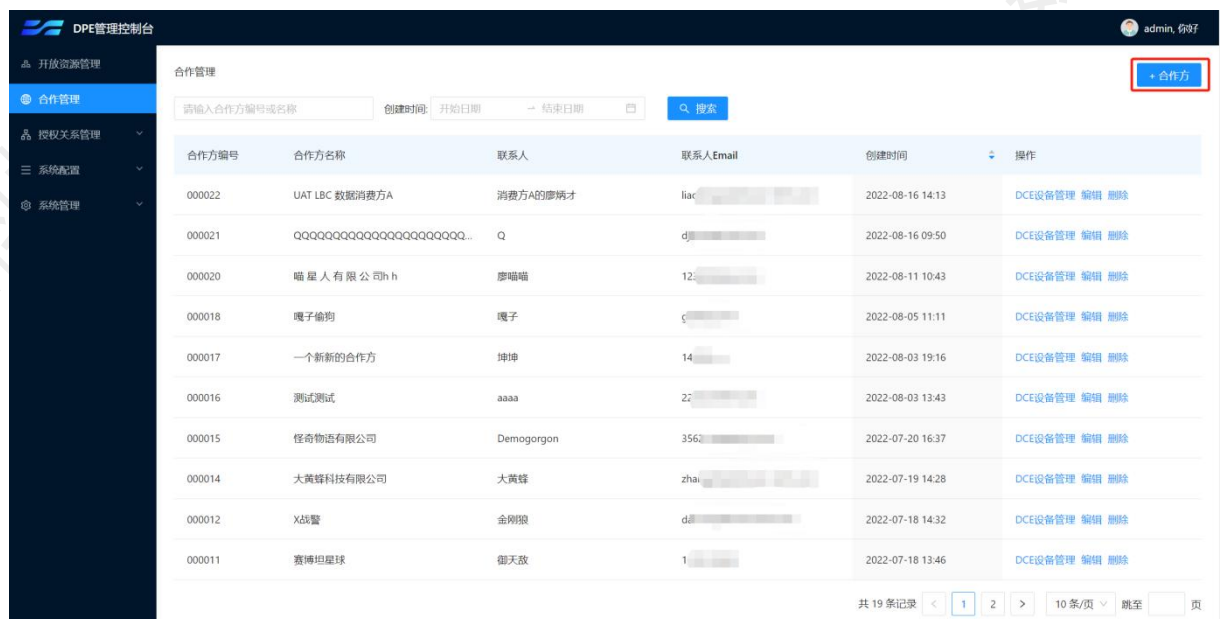 DPE管理控制台
admin, 你好
开放资源管理
合作管理
授权关系管理
系统配置
系统管理
合作管理
+ 合作方
请输入合作方编号或名称 创建时间: 开始日期 → 结束日期 搜索
合作方编号 合作方名称 联系人 联系人Email 创建时间 操作
000022 UAT LBC 数据消费方A 消费方A的廖炳才 liac 2022-08-16 14:13 DCE设备管理 编辑 删除
000021 QQQQQQQQQQQQQQQQQQQQQQ... Q dj 2022-08-16 09:50 DCE设备管理 编辑 删除
000020 喵 星 人 有 限 公 司h h 廖喵喵 12 2022-08-11 10:43 DCE设备管理 编辑 删除
000018 嘎子偷狗 嘎子 2022-08-05 11:11 DCE设备管理 编辑 删除
000017 一个新新的合作方 坤坤 14 2022-08-03 19:16 DCE设备管理 编辑 删除
000016 测试测试 aaaa 22 2022-08-03 13:43 DCE设备管理 编辑 删除
000015 怪奇物语有限公司 Demogorgon 3562 2022-07-20 16:37 DCE设备管理 编辑 删除
000014 大黄蜂科技有限公司 大黄蜂 zha 2022-07-19 14:28 DCE设备管理 编辑 删除
000012 X战警 金刚狼 da 2022-07-18 14:32 DCE设备管理 编辑 删除
000011 赛博坦星球 御天敌 1 2022-07-18 13:46 DCE设备管理 编辑 删除
共 19 条记录 < 1 2 > 10 条/页 跳至 页